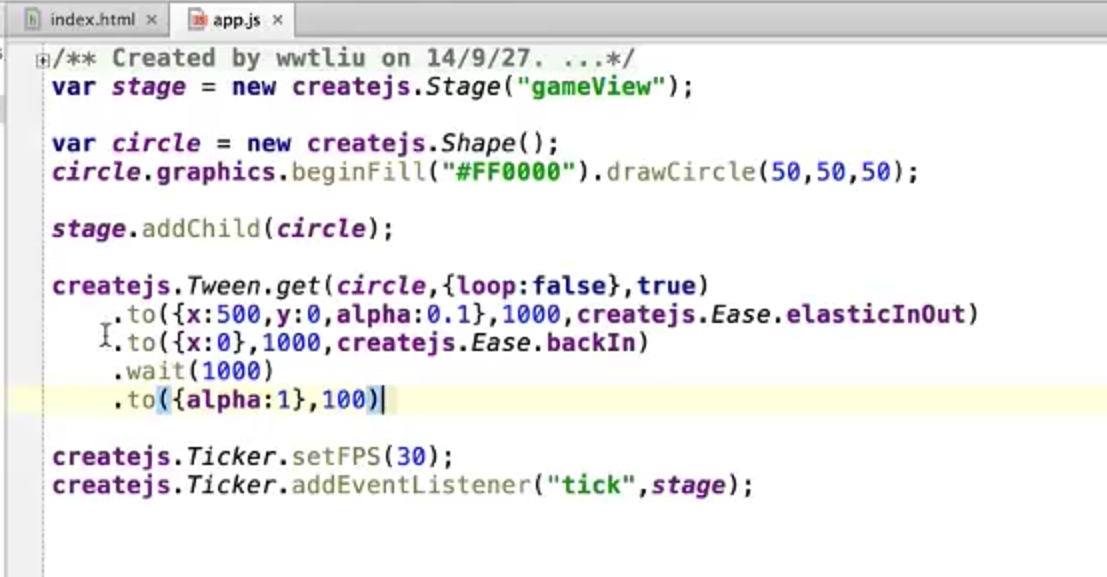 index.html × app.js ×
/** Created by wwtliu on 14/9/27. ...*/
var stage = new createjs.Stage("gameView");
var circle = new createjs.Shape();
circle.graphics.beginFill("#FF0000").drawCircle(50,50,50);
stage.addChild(circle);
createjs.Tween.get(circle,{loop:false},true)
.to({x:500,y:0,alpha:0.1},1000,createjs.Ease.elasticInOut)
.to({x:0},1000,createjs.Ease.backIn)
.wait(1000)
.to({alpha:1},100)
createjs.Ticker.setFPS(30);
createjs.Ticker.addEventListener("tick",stage);